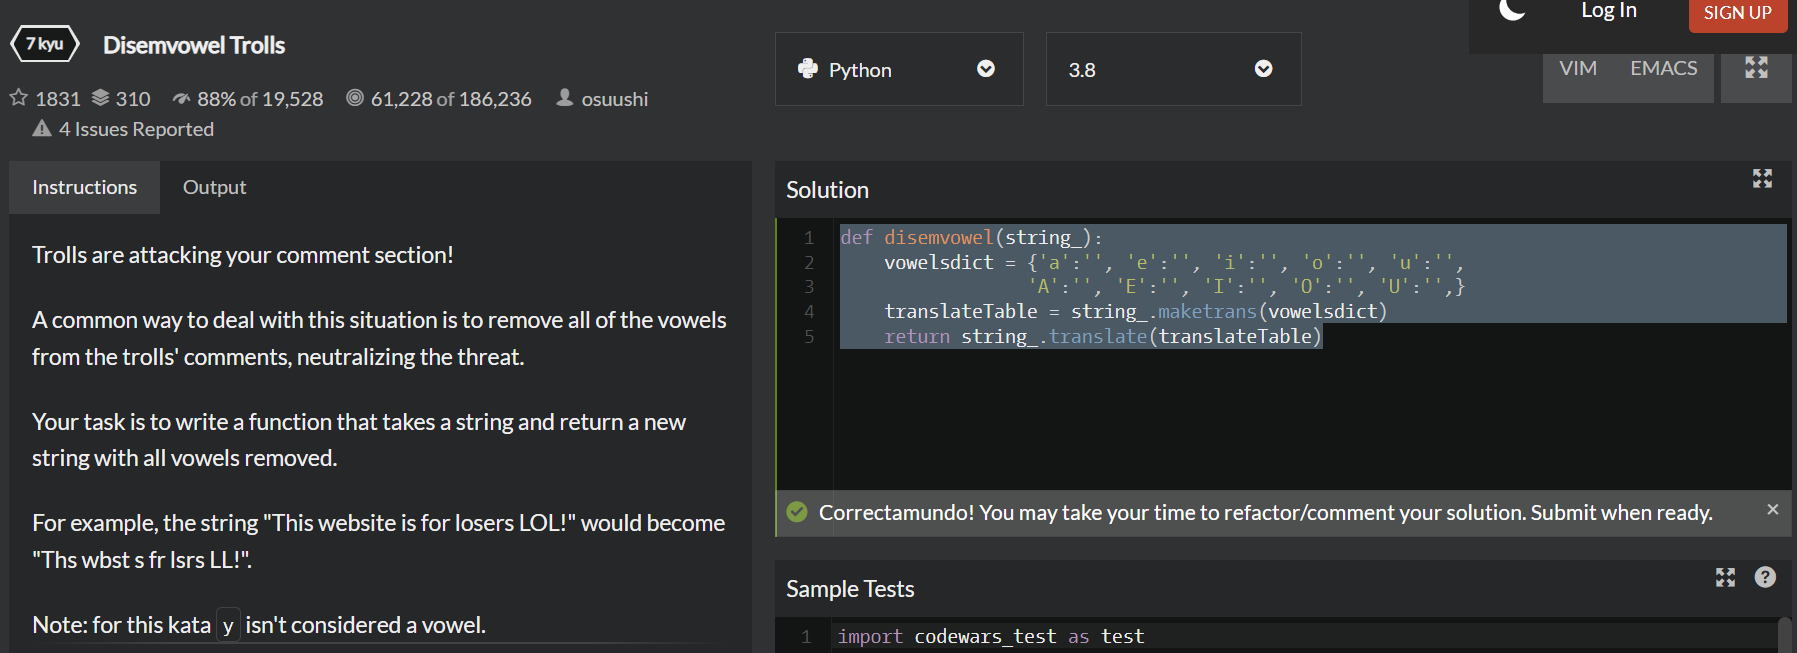 7 kyu
Disemvowel Trolls
1831 310 88% of 19,528 61,228 of 186,236 osuushi
4 Issues Reported
Python
3.8
Log In
SIGN UP
VIM
EMACS
Instructions
Output
Trolls are attacking your comment section!
A common way to deal with this situation is to remove all of the vowels
from the trolls' comments, neutralizing the threat.
Your task is to write a function that takes a string and return a new
string with all vowels removed.
For example, the string "This website is for losers LOL!" would become
"Ths wbst s fr lsrs LL!".
Note: for this kata y isn't considered a vowel.
Solution
1 def disemvowel(string_):
2     vowelsdict = {'a':'', 'e':'', 'i':'', 'o':'', 'u':'',
3                  'A':'', 'E':'', 'I':'', 'O':'', 'U':'',}
4     translateTable = string_.maketrans(vowelsdict)
5     return string_.translate(translateTable)
Correctamundo! You may take your time to refactor/comment your solution. Submit when ready.
×
Sample Tests
?
1 import codewars_test as test